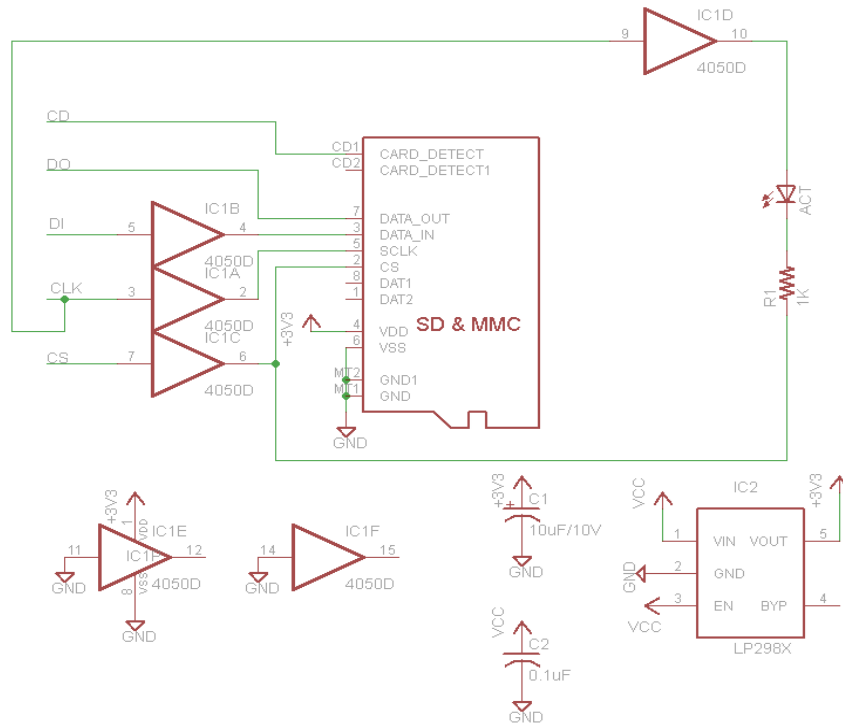 9
IC1D
10
4050D
CD
CD1
CARD_DETECT
CD2
CARD_DETECT1
DO
IC1B
7
DATA_OUT
ACT
DI
5
4
3
DATA_IN
4050D
5
SCLK
IC1A
2
CS
CLK
8
DAT1
3
2
1
DAT2
R1
1K
4050D
IC1C
+3V3
4
VDD
SD & MMC
CS
7
6
6
VSS
4050D
MT2
GND1
MT1
GND
GND
+3V3
1
VDD
IC1E
IC1P
11
12
4050D
VSS
8
GND
GND
IC1F
14
15
4050D
GND
+3V3
C1
10uF/10V
GND
VCC
C2
0.1uF
GND
IC2
VCC
+3V3
1
VIN
VOUT
5
GND
2
GND
3
EN
BYP
4
VCC
LP298X